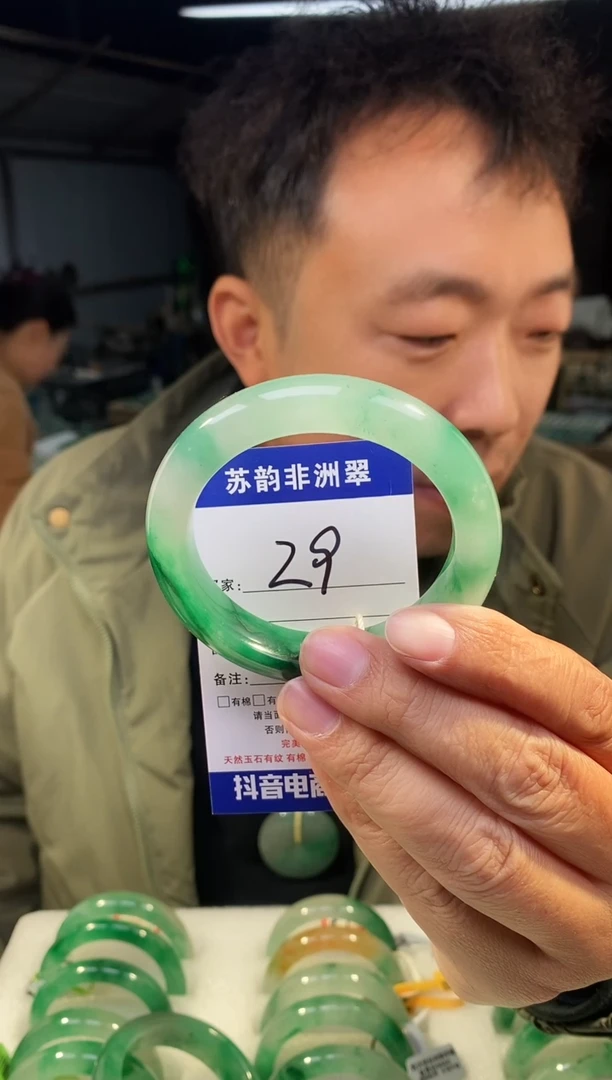 苏韵非洲翠
家: 29
备注:
有棉 有
请当
否则
完美
天然玉石有纹 有棉
抖音电商